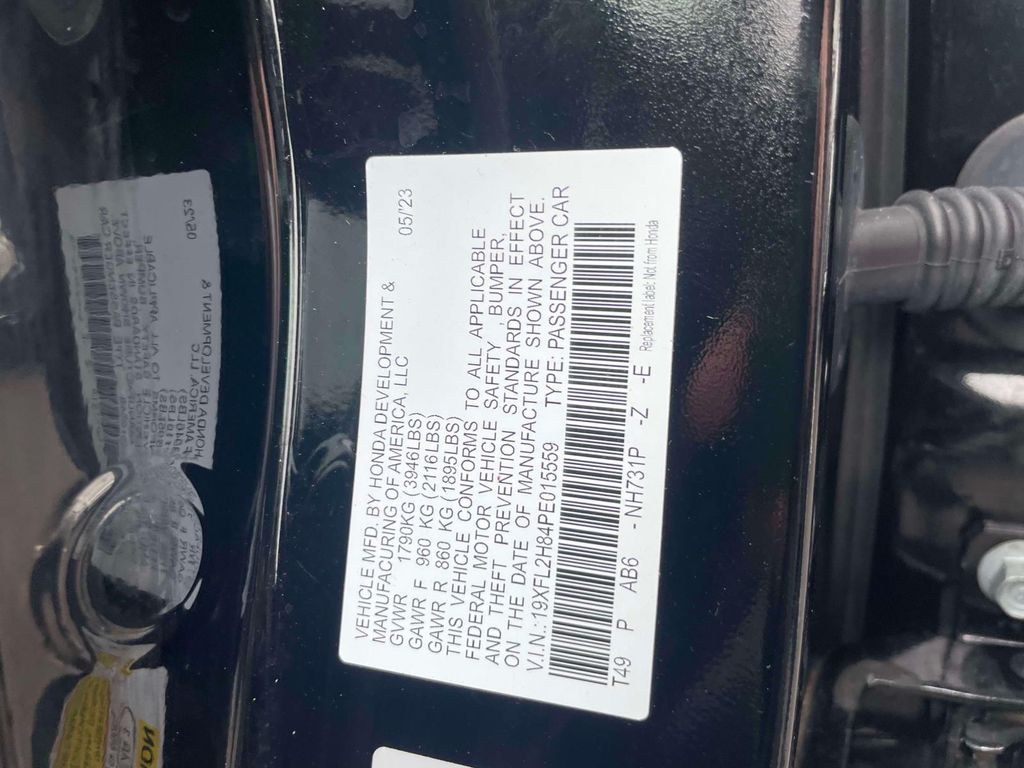 VEHICLE MFD. BY HONDA DEVELOPMENT &
MANUFACTURING OF AMERICA, LLC 05/23
GVWR 1790KG (3946LBS)
GAWR F 960 KG (2116LBS)
GAWR R 860 KG (1895LBS)
THIS VEHICLE CONFORMS TO ALL APPLICABLE
FEDERAL MOTOR VEHICLE SAFETY, BUMPER,
AND THEFT PREVENTION STANDARDS IN EFFECT
ON THE DATE OF MANUFACTURE SHOWN ABOVE.
V.I.N.: 19XFL2H84PE015559 TYPE: PASSENGER CAR
T49 P AB6 - NH731P - Z - E
Replacement label: Not from Honda